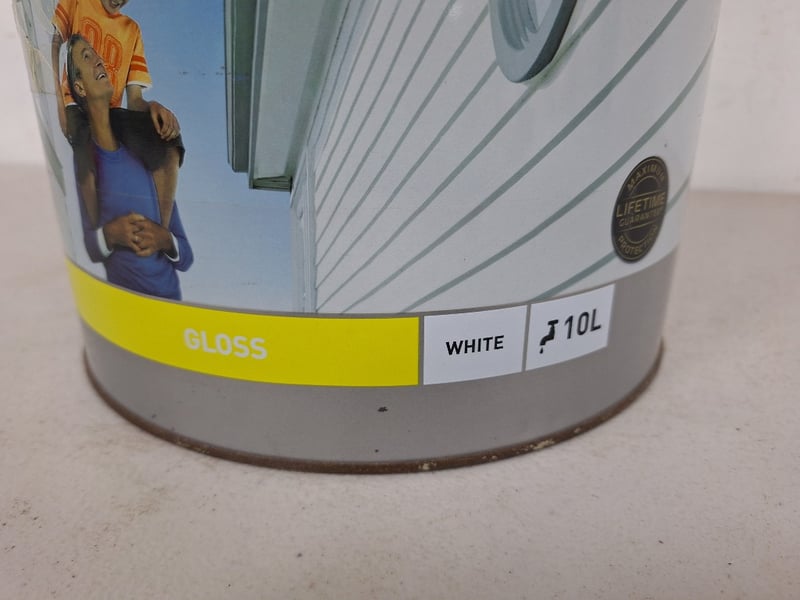 MAXIMUM
LIFETIME
GUARANTEE
PROTECTION
GLOSS
WHITE
10L